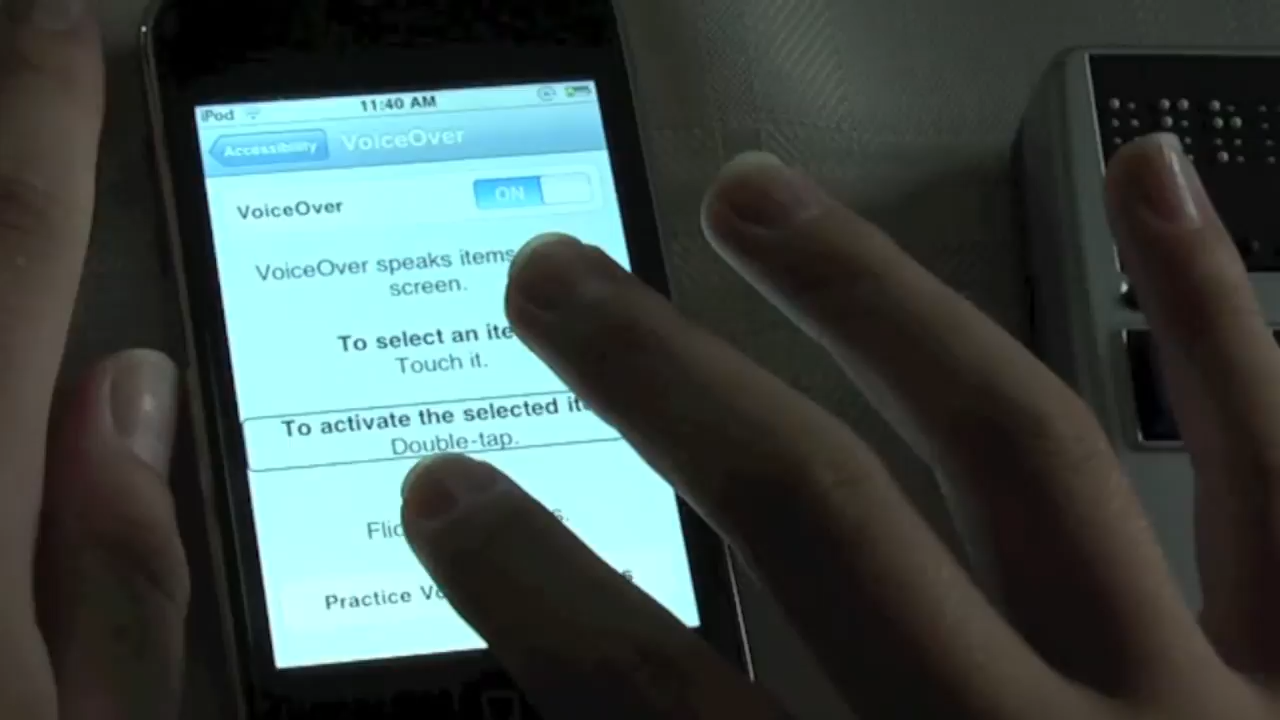 iPod 11:40 AM
Accessibility VoiceOver
VoiceOver ON
VoiceOver speaks items
screen.
To select an ite
Touch it.
To activate the selected it
Double-tap.
Flic s.
Practice Vo s